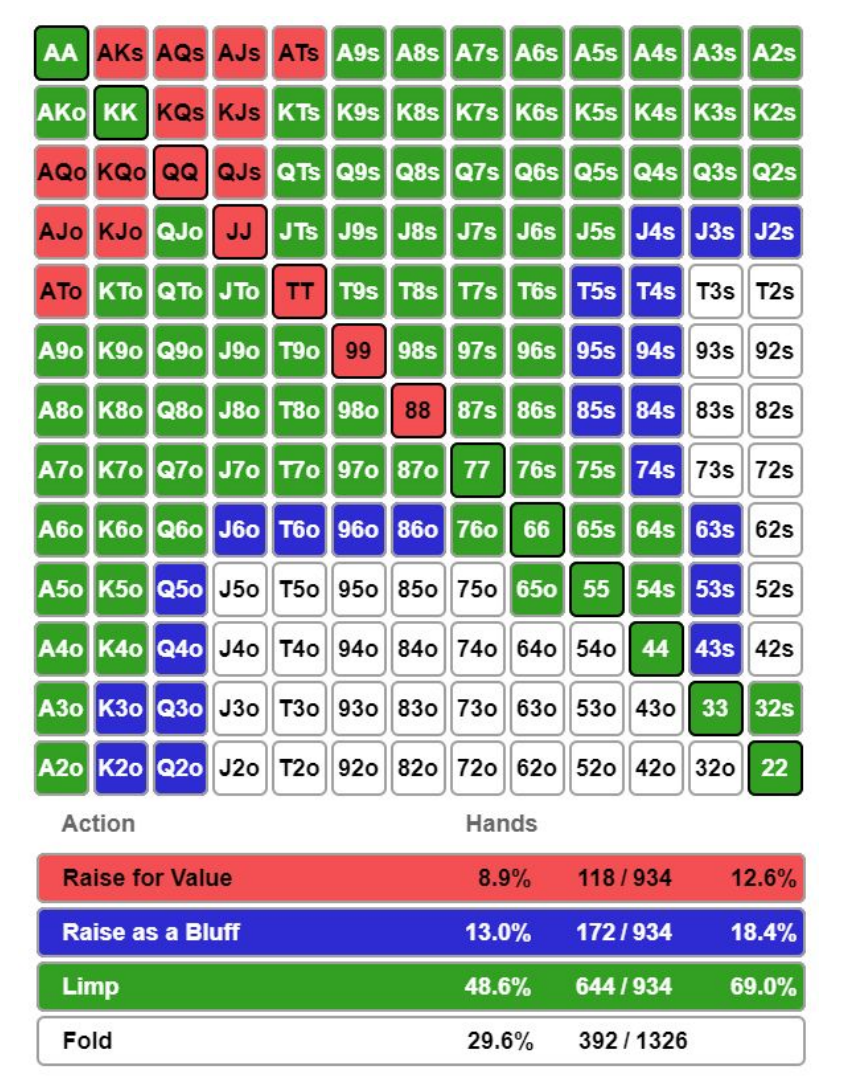 AA AKs AQs AJs ATs A9s A8s A7s A6s A5s A4s A3s A2s
AKo KK KQs KJs KTs K9s K8s K7s K6s K5s K4s K3s K2s
AQo KQo QQ QJs QTs Q9s Q8s Q7s Q6s Q5s Q4s Q3s Q2s
AJo KJo QJo JJ JTs J9s J8s J7s J6s J5s J4s J3s J2s
ATo KTo QTo JTo TT T9s T8s T7s T6s T5s T4s T3s T2s
A9o K9o Q9o J9o T9o 99 98s 97s 96s 95s 94s 93s 92s
A8o K8o Q8o J8o T8o 98o 88 87s 86s 85s 84s 83s 82s
A7o K7o Q7o J7o T7o 97o 87o 77 76s 75s 74s 73s 72s
A6o K6o Q6o J6o T6o 96o 86o 76o 66 65s 64s 63s 62s
A5o K5o Q5o J5o T5o 95o 85o 75o 65o 55 54s 53s 52s
A4o K4o Q4o J4o T4o 94o 84o 74o 64o 54o 44 43s 42s
A3o K3o Q3o J3o T3o 93o 83o 73o 63o 53o 43o 33 32s
A2o K2o Q2o J2o T2o 92o 82o 72o 62o 52o 42o 32o 22
Action Hands
Raise for Value 8.9% 118 / 934 12.6%
Raise as a Bluff 13.0% 172 / 934 18.4%
Limp 48.6% 644 / 934 69.0%
Fold 29.6% 392 / 1326